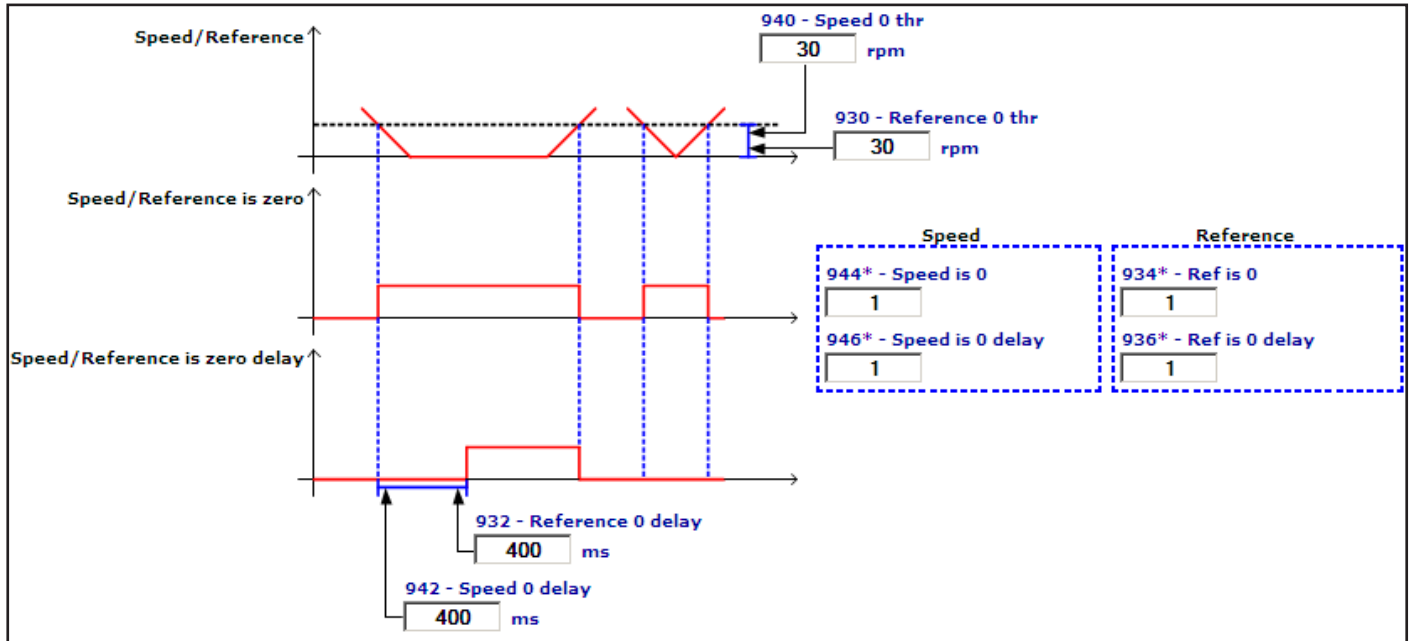 940 - Speed 0 thr
Speed/Reference
30 rpm
930 - Reference 0 thr
30 rpm
Speed/Reference is zero
Speed Reference
944* - Speed is 0 934* - Ref is 0
1 1
946* - Speed is 0 delay 936* - Ref is 0 delay
Speed/Reference is zero delay
1 1
932 - Reference 0 delay
400 ms
942 - Speed 0 delay
400 ms